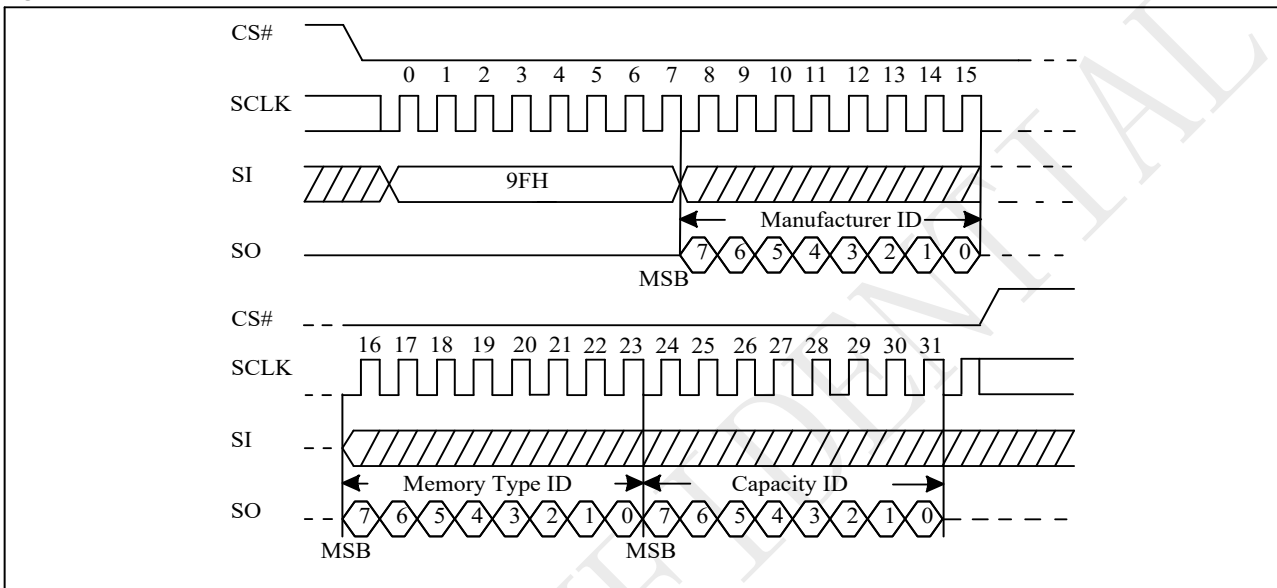 CS#
0 1 2 3 4 5 6 7 8 9 10 11 12 13 14 15
SCLK
SI
9FH
Manufacturer ID
SO
7 6 5 4 3 2 1 0
MSB
CS#
16 17 18 19 20 21 22 23 24 25 26 27 28 29 30 31
SCLK
SI
Memory Type ID Capacity ID
SO
7 6 5 4 3 2 1 0 7 6 5 4 3 2 1 0
MSB MSB